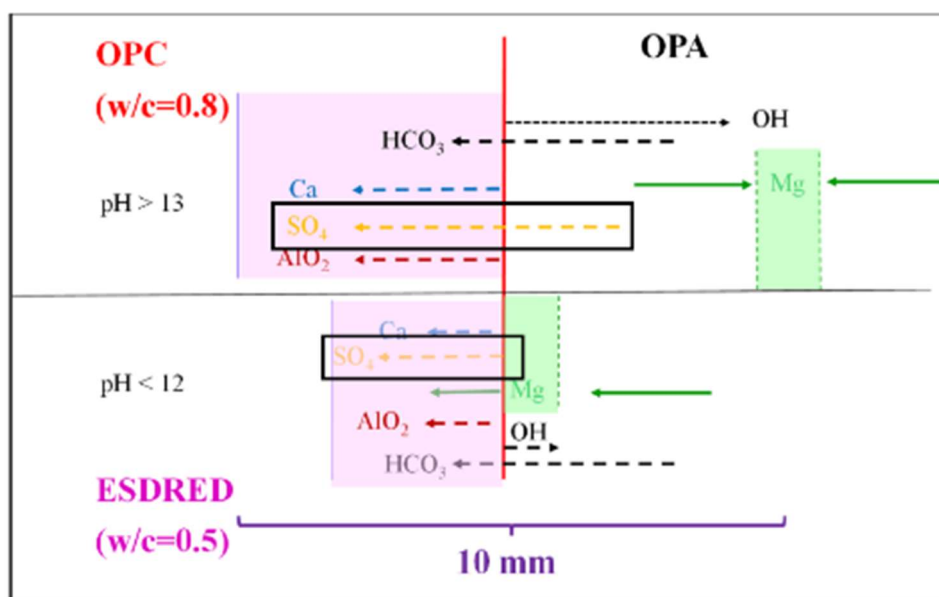 OPC
(w/c=0.8)
OPA
OH
HCO₃
Ca
Mg
pH > 13
SO₄
AlO₂
Ca
SO₄
pH < 12
Mg
AlO₂
OH
HCO₃
ESDRED
(w/c=0.5)
10 mm